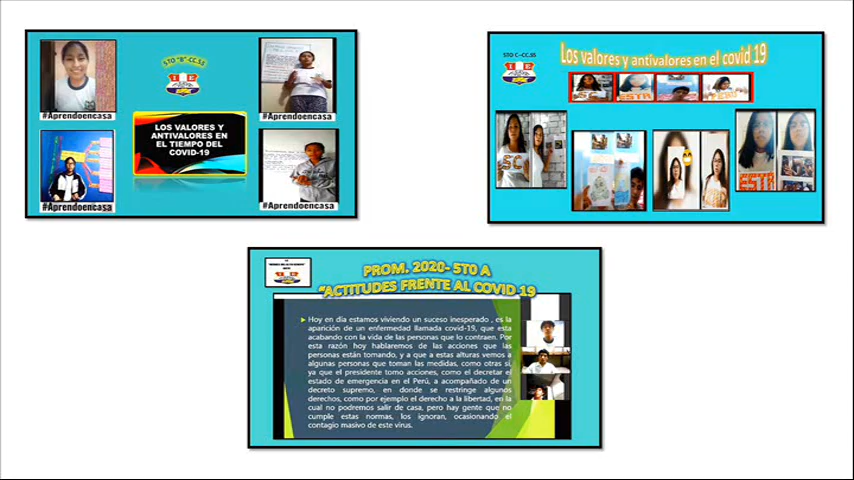 5TO "B"-CC.SS
I E
#Aprendoencasa
#Aprendoencasa
LOS VALORES Y
ANTIVALORES EN
EL TIEMPO DEL
COVID-19
#Aprendoencasa
#Aprendoencasa
5TO C-CC.SS
Los valores y antivalores en el covid 19
I E
5C
ESTR
PROM. 2020- 5TO A
"ACTITUDES FRENTE AL COVID 19
Hoy en día estamos viviendo un suceso inesperado , es la
aparición de un enfermedad llamada covid-19, que esta
acabando con la vida de las personas que lo contraen. Por
esta razón hoy hablaremos de las acciones que las
personas están tomando, y a que a estas alturas vemos a
algunas personas que toman las medidas, como otras si,
ya que el presidente tomo acciones, como el decretar el
estado de emergencia en el Perú, a acompañado de un
decreto supremo, en donde se restringe algunos
derechos, como por ejemplo el derecho a la libertad, en la
cual no podremos salir de casa, pero hay gente que no
cumple estas normas, los ignoran, ocasionando el
contagio masivo de este virus.